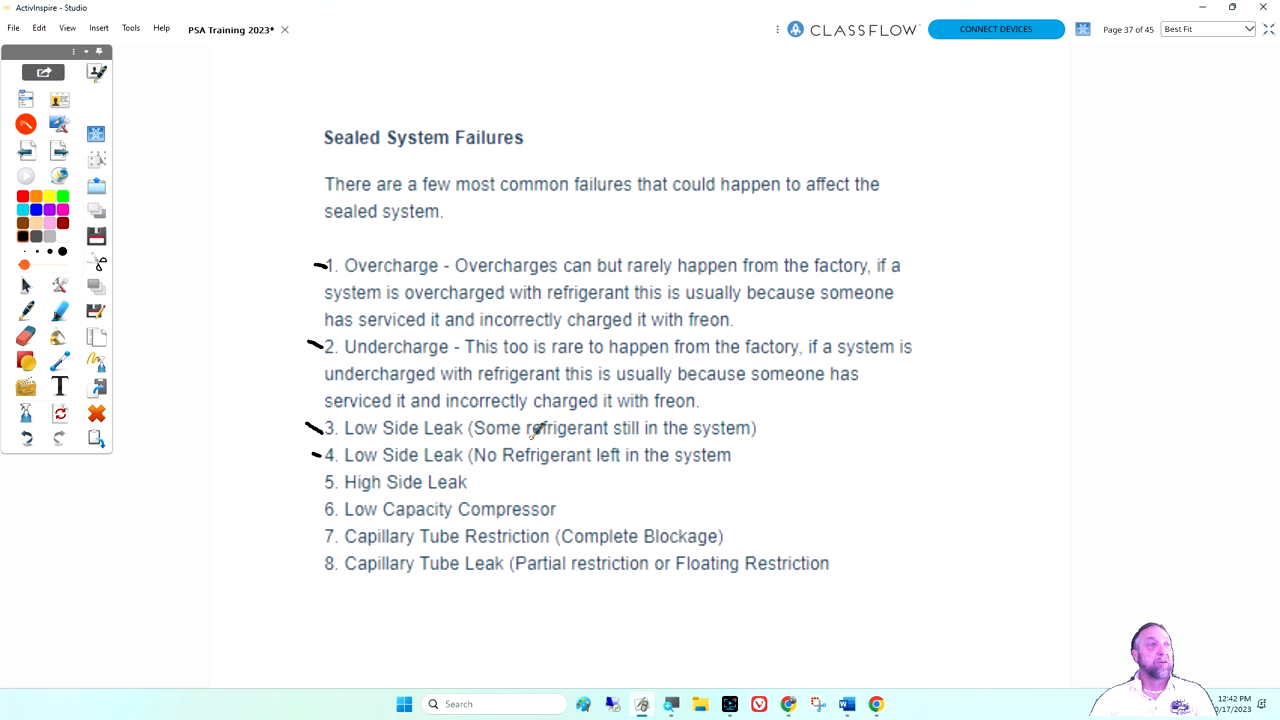 ActivInspire - Studio
File Edit View Insert Tools Help PSA Training 2023* CLASSFLOW CONNECT DEVICES Page 37 of 45 Best Fit
Sealed System Failures
There are a few most common failures that could happen to affect the
sealed system.
1. Overcharge - Overcharges can but rarely happen from the factory, if a
system is overcharged with refrigerant this is usually because someone
has serviced it and incorrectly charged it with freon.
2. Undercharge - This too is rare to happen from the factory, if a system is
undercharged with refrigerant this is usually because someone has
serviced it and incorrectly charged it with freon.
3. Low Side Leak (Some refrigerant still in the system)
4. Low Side Leak (No Refrigerant left in the system
5. High Side Leak
6. Low Capacity Compressor
7. Capillary Tube Restriction (Complete Blockage)
8. Capillary Tube Leak (Partial restriction or Floating Restriction
Search
12:42 PM
0/17/2023